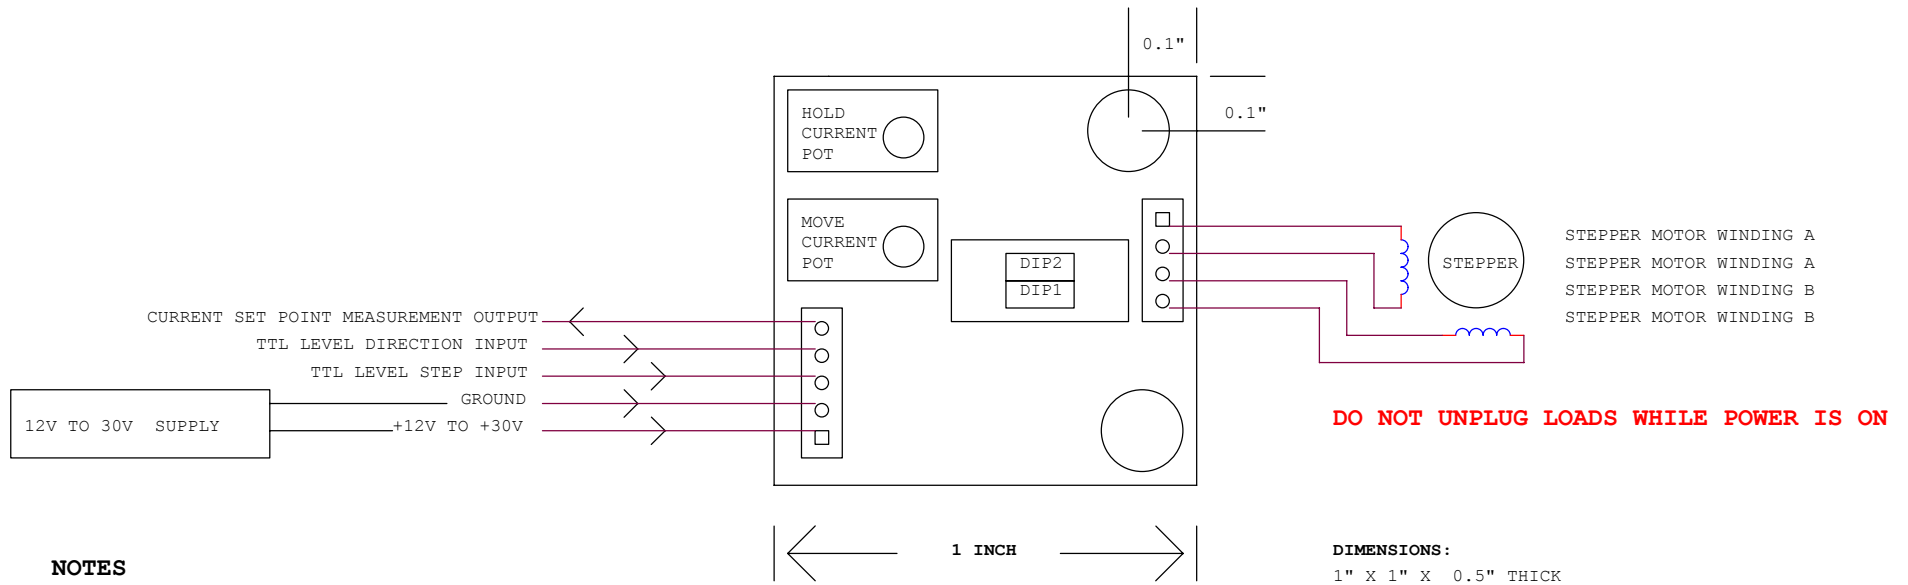 0.1"
0.1"
HOLD
CURRENT
POT
MOVE
CURRENT
POT
DIP2
DIP1
STEPPER
STEPPER MOTOR WINDING A
STEPPER MOTOR WINDING A
STEPPER MOTOR WINDING B
STEPPER MOTOR WINDING B
CURRENT SET POINT MEASUREMENT OUTPUT
TTL LEVEL DIRECTION INPUT
TTL LEVEL STEP INPUT
GROUND
12V TO 30V SUPPLY
+12V TO +30V
DO NOT UNPLUG LOADS WHILE POWER IS ON
1 INCH
DIMENSIONS:
1" X 1" X 0.5" THICK
NOTES